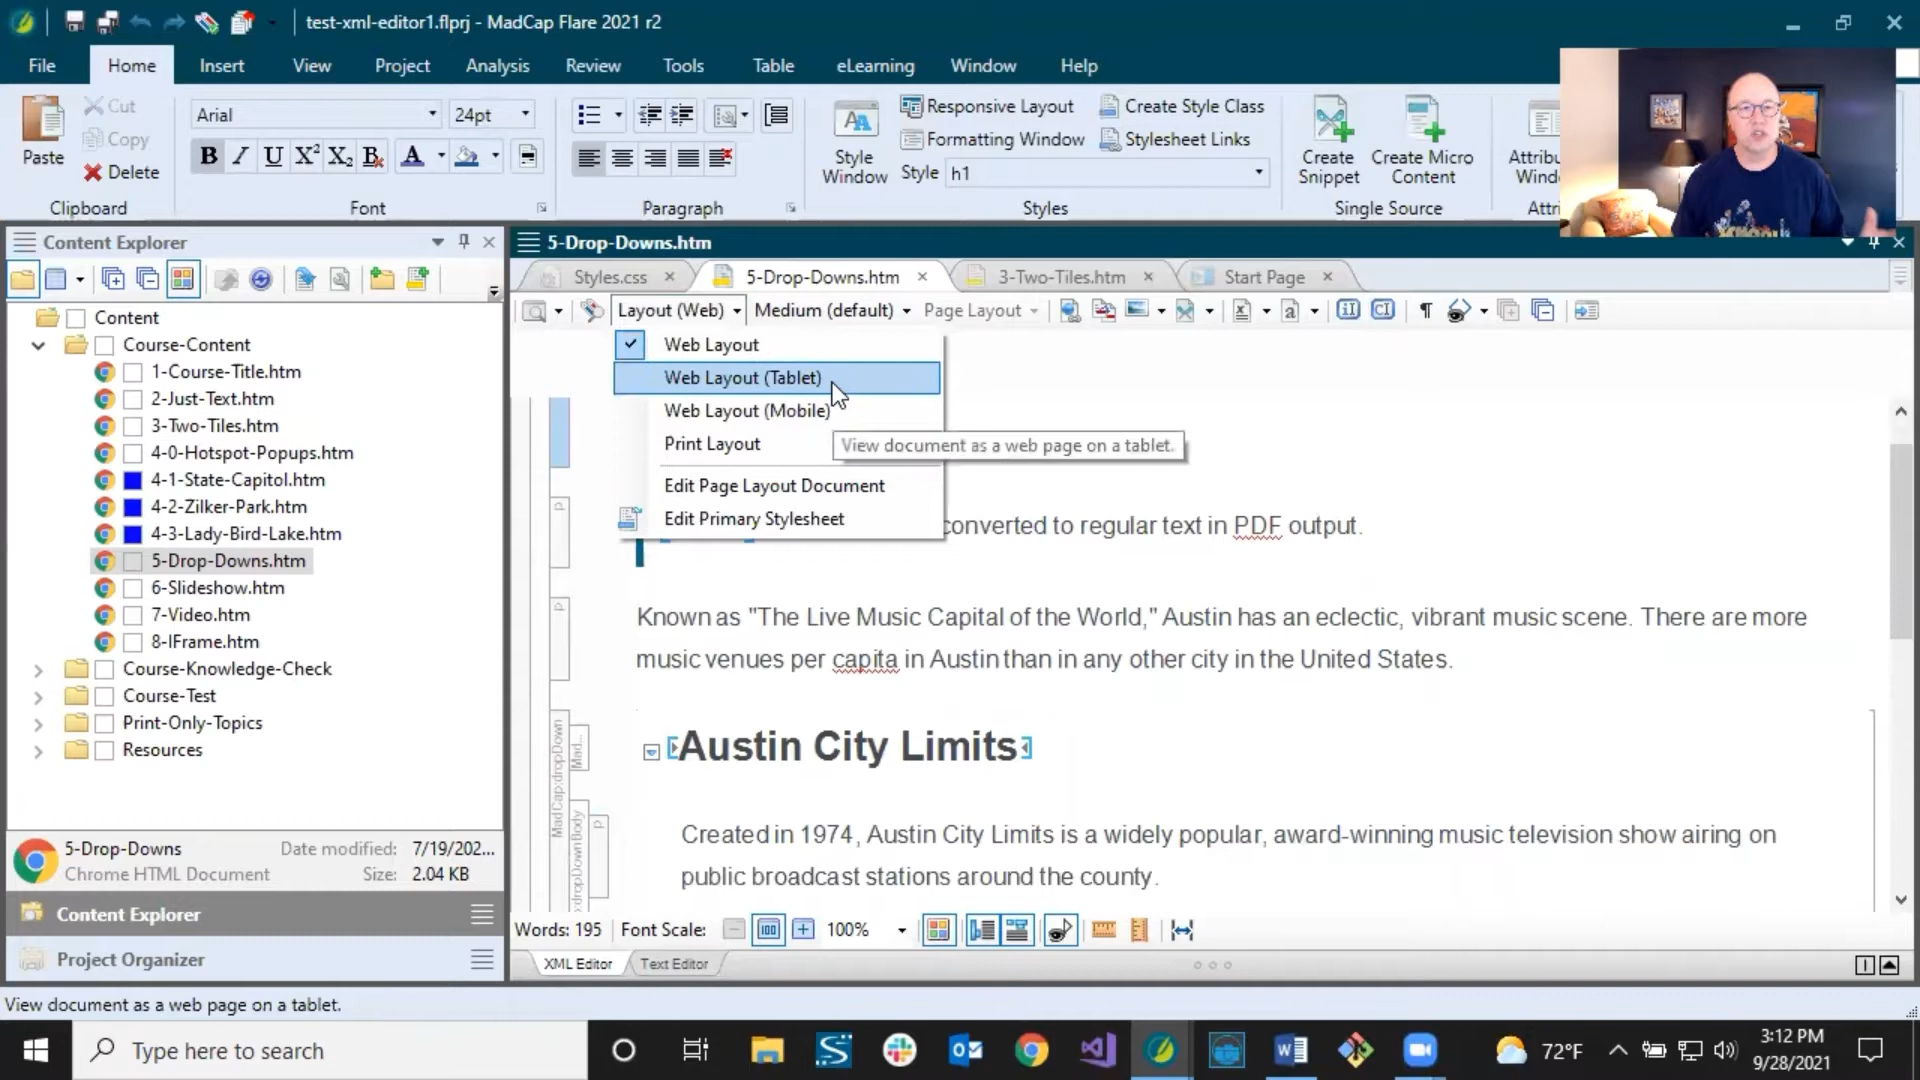 test-xml-editor1.flprj - MadCap Flare 2021 r2
File Home Insert View Project Analysis Review Tools Table eLearning Window Help
Paste
Cut
Copy
Delete
Clipboard
Arial 24pt
B I U X² X₂ B A
Font
Paragraph
Style Window
Responsive Layout
Formatting Window
Create Style Class
Stylesheet Links
Style h1
Styles
Create Snippet
Create Micro Content
Single Source
Content Explorer
Content
Course-Content
1-Course-Title.htm
2-Just-Text.htm
3-Two-Tiles.htm
4-0-Hotspot-Popups.htm
4-1-State-Capitol.htm
4-2-Zilker-Park.htm
4-3-Lady-Bird-Lake.htm
5-Drop-Downs.htm
6-Slideshow.htm
7-Video.htm
8-IFrame.htm
Course-Knowledge-Check
Course-Test
Print-Only-Topics
Resources
5-Drop-Downs Date modified: 7/19/202...
Chrome HTML Document Size: 2.04 KB
Content Explorer
Project Organizer
5-Drop-Downs.htm
Styles.css 5-Drop-Downs.htm 3-Two-Tiles.htm Start Page
Layout (Web) Medium (default) Page Layout
Web Layout
Web Layout (Tablet)
Web Layout (Mobile)
Print Layout
View document as a web page on a tablet.
Edit Page Layout Document
Edit Primary Stylesheet
converted to regular text in PDF output.
Known as "The Live Music Capital of the World," Austin has an eclectic, vibrant music scene. There are more
music venues per capita in Austin than in any other city in the United States.
Austin City Limits
Created in 1974, Austin City Limits is a widely popular, award-winning music television show airing on
public broadcast stations around the county.
MadCap:dropDown
Mad...
p
p
p
Words: 195 Font Scale: 100%
XML Editor Text Editor
View document as a web page on a tablet.
Type here to search
72°F
3:12 PM
9/28/2021